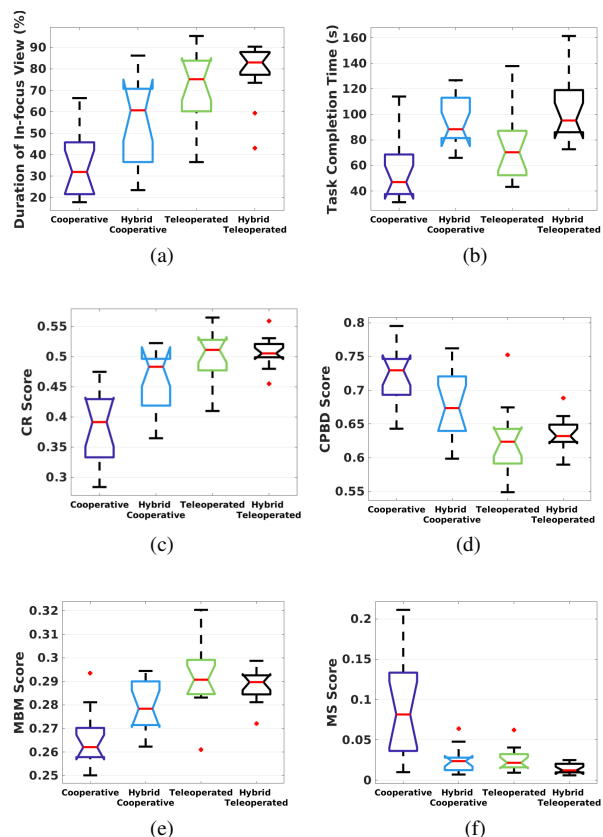 Duration of In-focus View (%)
90
80
70
60
50
40
30
20
Cooperative
Hybrid
Cooperative
Teleoperated
Hybrid
Teleoperated
(a)
Task Completion Time (s)
160
140
120
100
80
60
40
Cooperative
Hybrid
Cooperative
Teleoperated
Hybrid
Teleoperated
(b)
CR Score
0.55
0.5
0.45
0.4
0.35
0.3
Cooperative
Hybrid
Cooperative
Teleoperated
Hybrid
Teleoperated
(c)
CPBD Score
0.8
0.75
0.7
0.65
0.6
0.55
Cooperative
Hybrid
Cooperative
Teleoperated
Hybrid
Teleoperated
(d)
MBM Score
0.32
0.31
0.3
0.29
0.28
0.27
0.26
0.25
Cooperative
Hybrid
Cooperative
Teleoperated
Hybrid
Teleoperated
(e)
MS Score
0.2
0.15
0.1
0.05
0
Cooperative
Hybrid
Cooperative
Teleoperated
Hybrid
Teleoperated
(f)